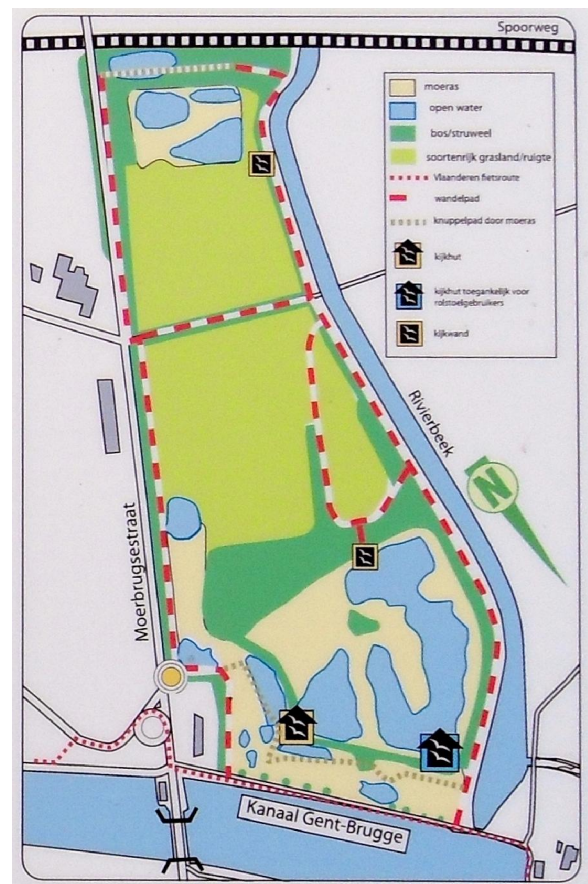 Spoorweg
moeras
open water
bos/struweel
soortenrijk grasland/ruigte
Vlaanderen fietsroute
wandelpad
knuppelpad door moeras
kijkhut
kijkhut toegankelijk voor
rolstoelgebruikers
kijkwand
Rivierbeek
N
Moerbrugsestraat
Kanaal Gent-Brugge